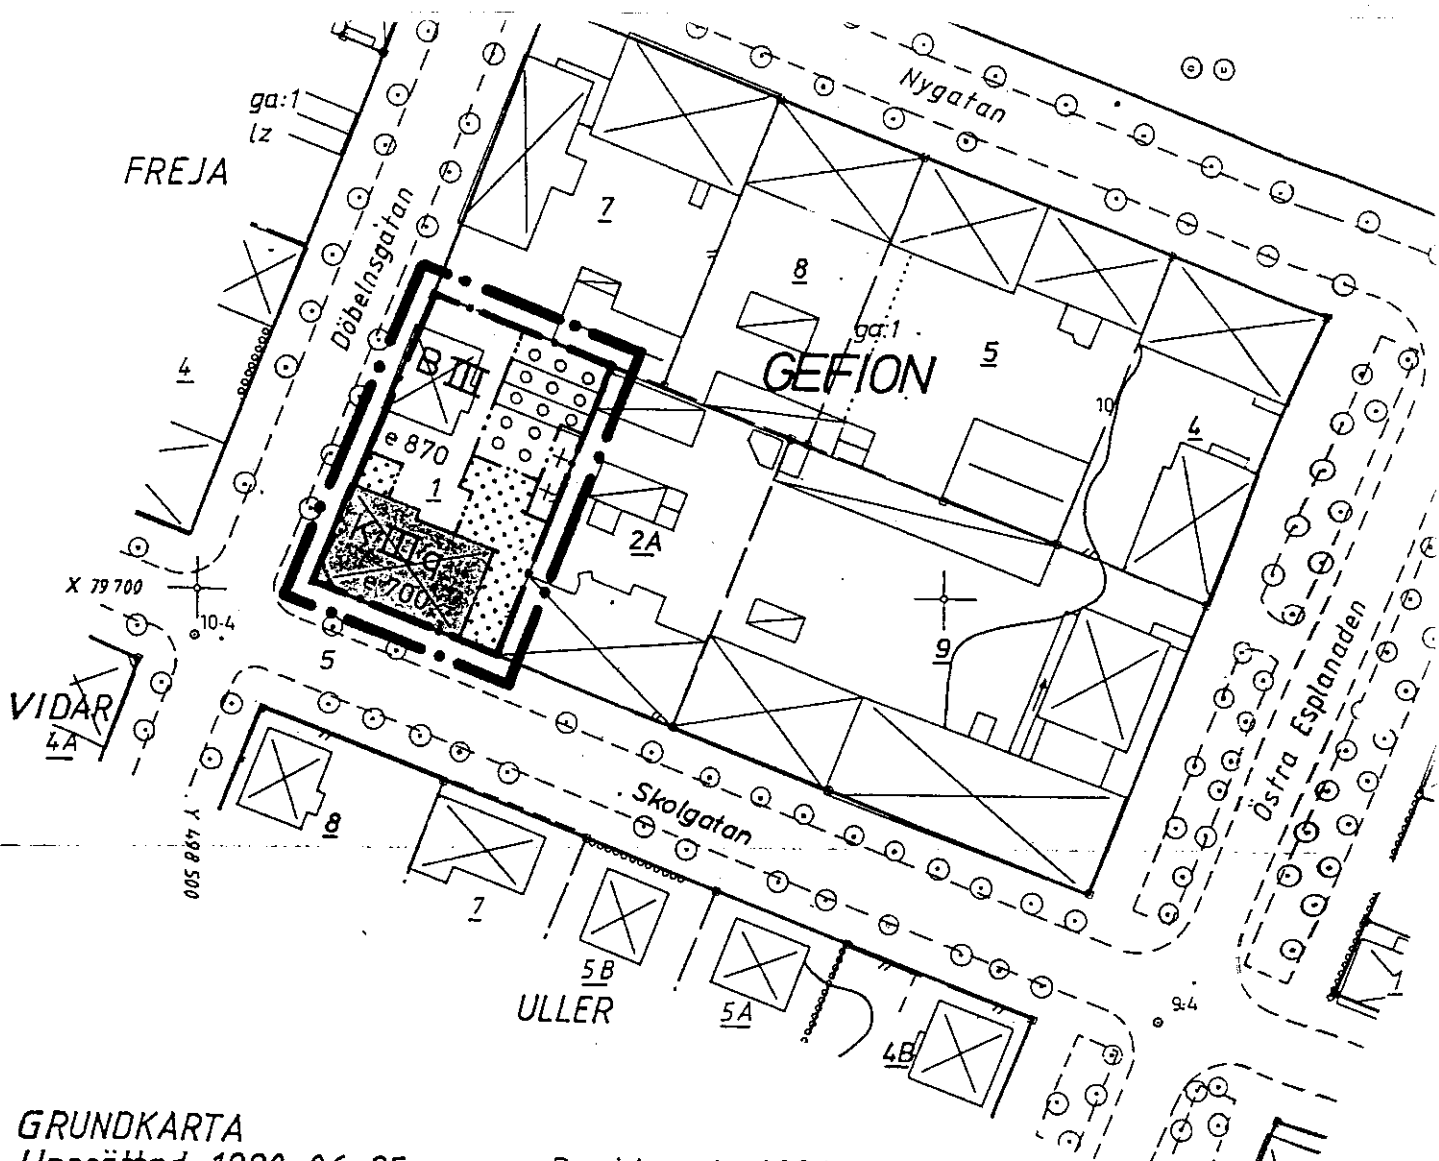 Nygatan
ga:1
lz
FREJA
Döbelnsgatan
7
8
ga:1
GEFION
5
B III
4
10
4
e 870
1
2A
e 700
X 79 700
10.4
9
5
Östra Esplanaden
VIDAR
4A
8
Skolgatan
Y 498 500
7
5B
5A
ULLER
9.4
4B
GRUNDKARTA